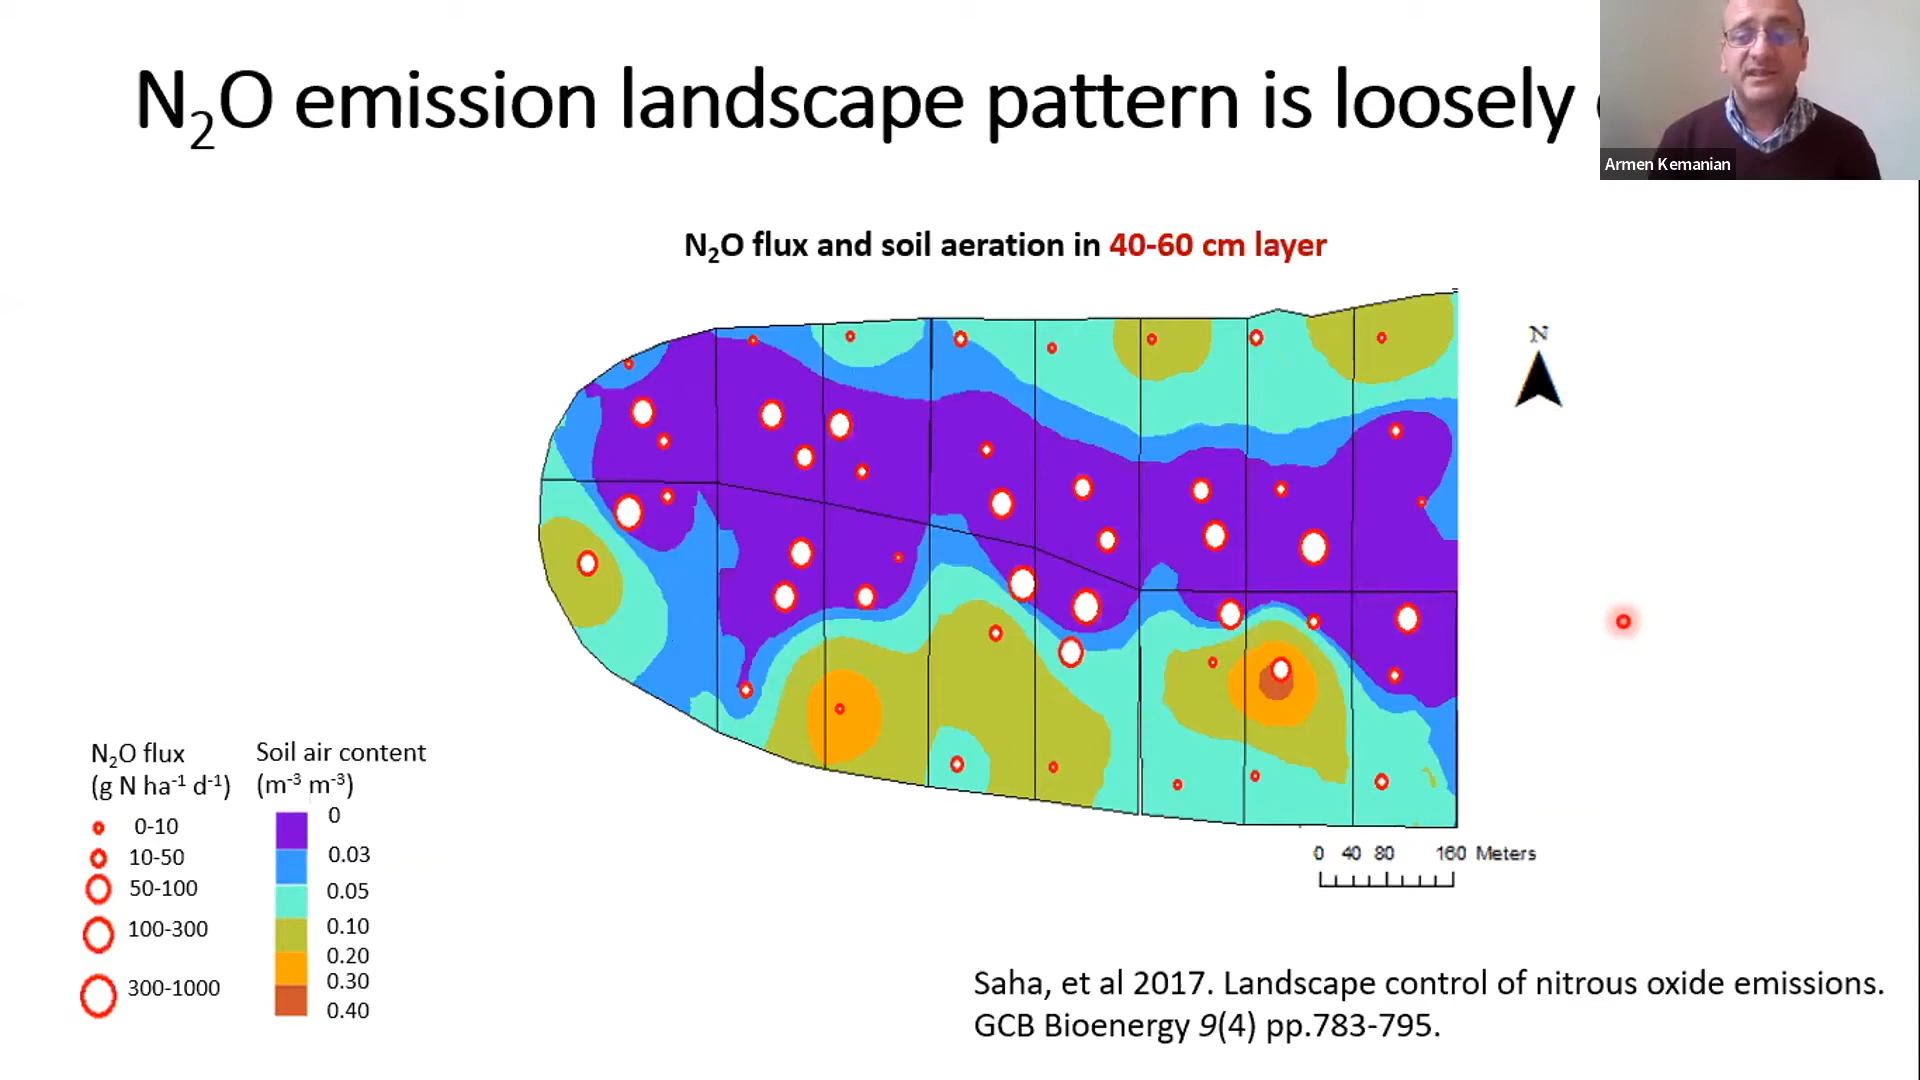 N₂O emission landscape pattern is loosely
Armen Kemanian
N₂O flux and soil aeration in 40-60 cm layer
N
N₂O flux
(g N ha⁻¹ d⁻¹)
0-10
10-50
50-100
100-300
300-1000
Soil air content
(m⁻³ m⁻³)
0
0.03
0.05
0.10
0.20
0.30
0.40
0 40 80 160 Meters
Saha, et al 2017. Landscape control of nitrous oxide emissions.
GCB Bioenergy 9(4) pp.783-795.